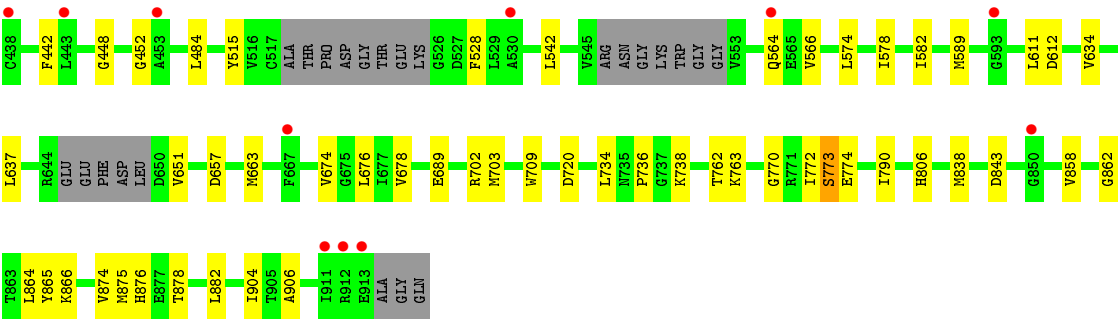 C438 F442 L443 G448 G452 A453 L484 Y515 V516 C517 ALA THR PRO ASP GLY THR GLU LYS G526 D527 F528 L529 A530 L542 V545 ARG ASN GLY LYS TRP GLY GLY V553 Q564 E565 V566 L574 I578 I582 M589 G593 L611 D612 V634
L637 R644 GLU GLU PHE ASP LEU D650 V651 D657 M663 F667 V674 G675 L676 I677 V678 E689 R702 M703 W709 D720 L734 N735 P736 G737 K738 T762 K763 G770 R771 I772 S773 E774 I790 H806 M838 D843 G850 V858 G862
T863 L864 Y865 K866 V874 M875 H876 E877 T878 L882 I904 T905 A906 I911 R912 E913 ALA GLY GLN